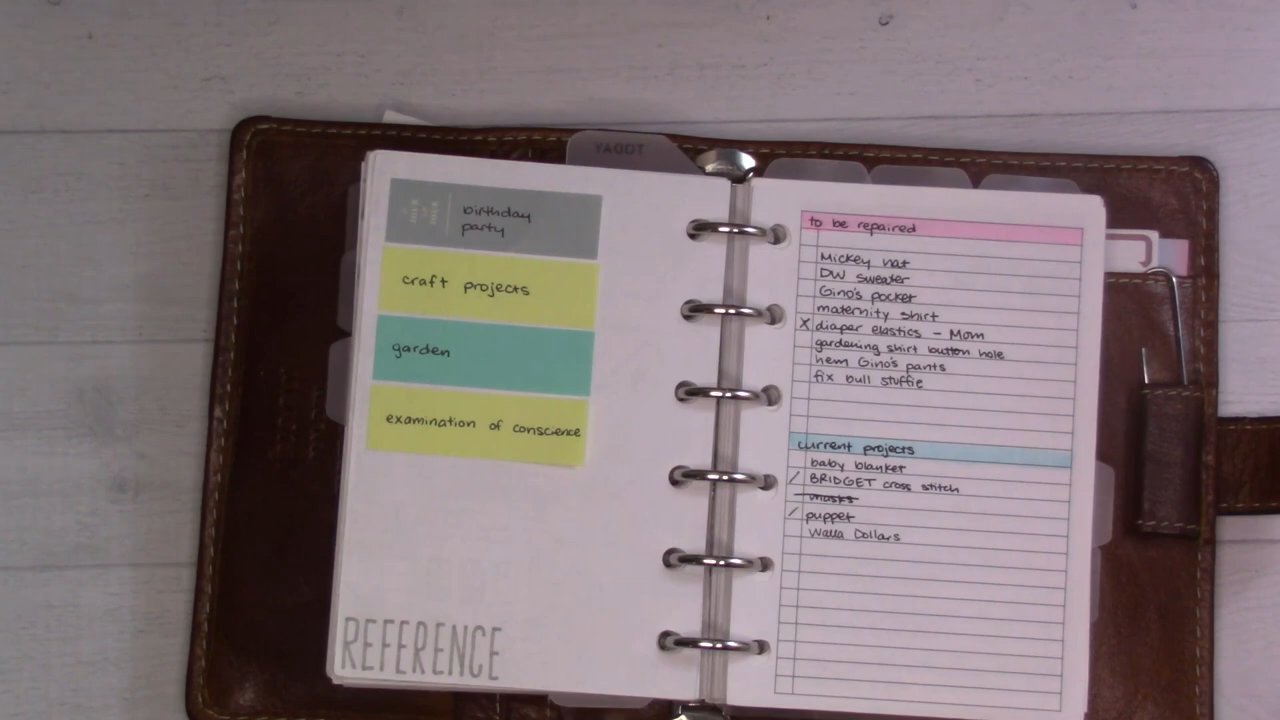 TODAY
birthday
party
craft projects
garden
examination of conscience
REFERENCE
to be repaired
Mickey hat
DW sweater
Gino's pocket
maternity shirt
X diaper elastics - Mom
gardening shirt button hole
hem Gino's pants
fix bull stuffie
current projects
baby blanket
/ BRIDGET cross stitch
masks
/ puppet
Walla Dollars